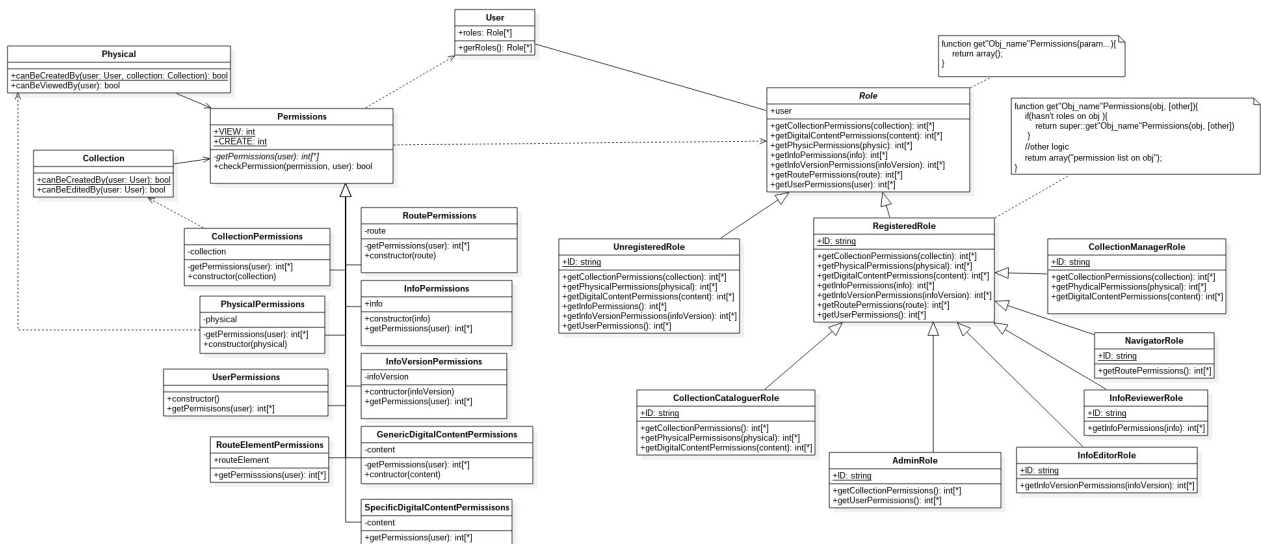 User
+roles: Role[*]
+gerRoles(): Role[*]
Physical
+canBeCreatedBy(user: User, collection: Collection): bool
+canBeViewedBy(user): bool
Permissions
+VIEW: int
+CREATE: int
-getPermissions(user): int[*]
+checkPermission(permission, user): bool
Collection
+canBeCreatedBy(user: User): bool
+canBeEditedBy(user: User): bool
CollectionPermissions
-collection
-getPermissions(user): int[*]
+constructor(collection)
PhysicalPermissions
-physical
-getPermissions(user): int[*]
+constructor(physical)
UserPermissions
+constructor()
+getPermisisons(user): int[*]
RouteElementPermissions
+routeElement
+getPermisssions(user): int[*]
RoutePermissions
-route
-getPermissions(user): int[*]
+constructor(route)
InfoPermissions
+info
+constructor(info)
+getPermissions(user): int[*]
InfoVersionPermissions
-infoVersion
+contructor(infoVersion)
+getPermissions(user): int[*]
GenericDigitalContentPermissions
-content
-getPermissions(user): int[*]
+contructor(content)
SpecificDigitalContentPermissisons
-content
+getPermissions(user): int[*]
function get"Obj_name"Permissions(param...){
return array();
}
Role
+user
+getCollectionPermissions(collection): int[*]
+getDigitalContentPermissions(content): int[*]
+getPhysicPermissions(physic): int[*]
+getInfoPermissions(info): int[*]
+getInfoVersionPermissions(infoVersion): int[*]
+getRoutePermissions(route): int[*]
+getUserPermissions(user): int[*]
function get"Obj_name"Permissions(obj, [other]){
if(hasn't roles on obj ){
return super::get"Obj_name"Permissions(obj, [other])
}
//other logic
return array("permission list on obj");
}
UnregisteredRole
+ID: string
+getCollectionPermissions(collection): int[*]
+getPhysicalPermissions(physical): int[*]
+getDigitalContentPermissions(content): int[*]
+getInfoPermissions(): int[*]
+getInfoVersionPermissions(infoVersion): int[*]
+getUserPermissions(): int[*]
RegisteredRole
+ID: string
+getCollectionPermissions(collectin): int[*]
+getPhysicalPermissions(physical): int[*]
+getDigitalContentPermissions(content): int[*]
+getInfoPermissions(info): int[*]
+getInfoVersionPermissions(infoVersion): int[*]
+getRoutePermissions(route): int[*]
+getUserPermissions(): int[*]
CollectionManagerRole
+ID: string
+getCollectionPermissions(collection): int[*]
+getPhydicalPermissions(physical): int[*]
+getDigitalContentPermissions(content): int[*]
NavigatorRole
+ID: string
+getRoutePermissions(): int[*]
InfoReviewerRole
+ID: string
+getInfoPermissions(info): int[*]
InfoEditorRole
+ID: string
+getInfoVersionPermissions(infoVersion): int[*]
CollectionCataloguerRole
+ID: string
+getCollectionPermissions(): int[*]
+getPhysicalPermissisons(physical): int[*]
+getDigitalContentPermissions(content): int[*]
AdminRole
+ID: string
+getCollectionPermissions(): int[*]
+getUserPermissions(): int[*]